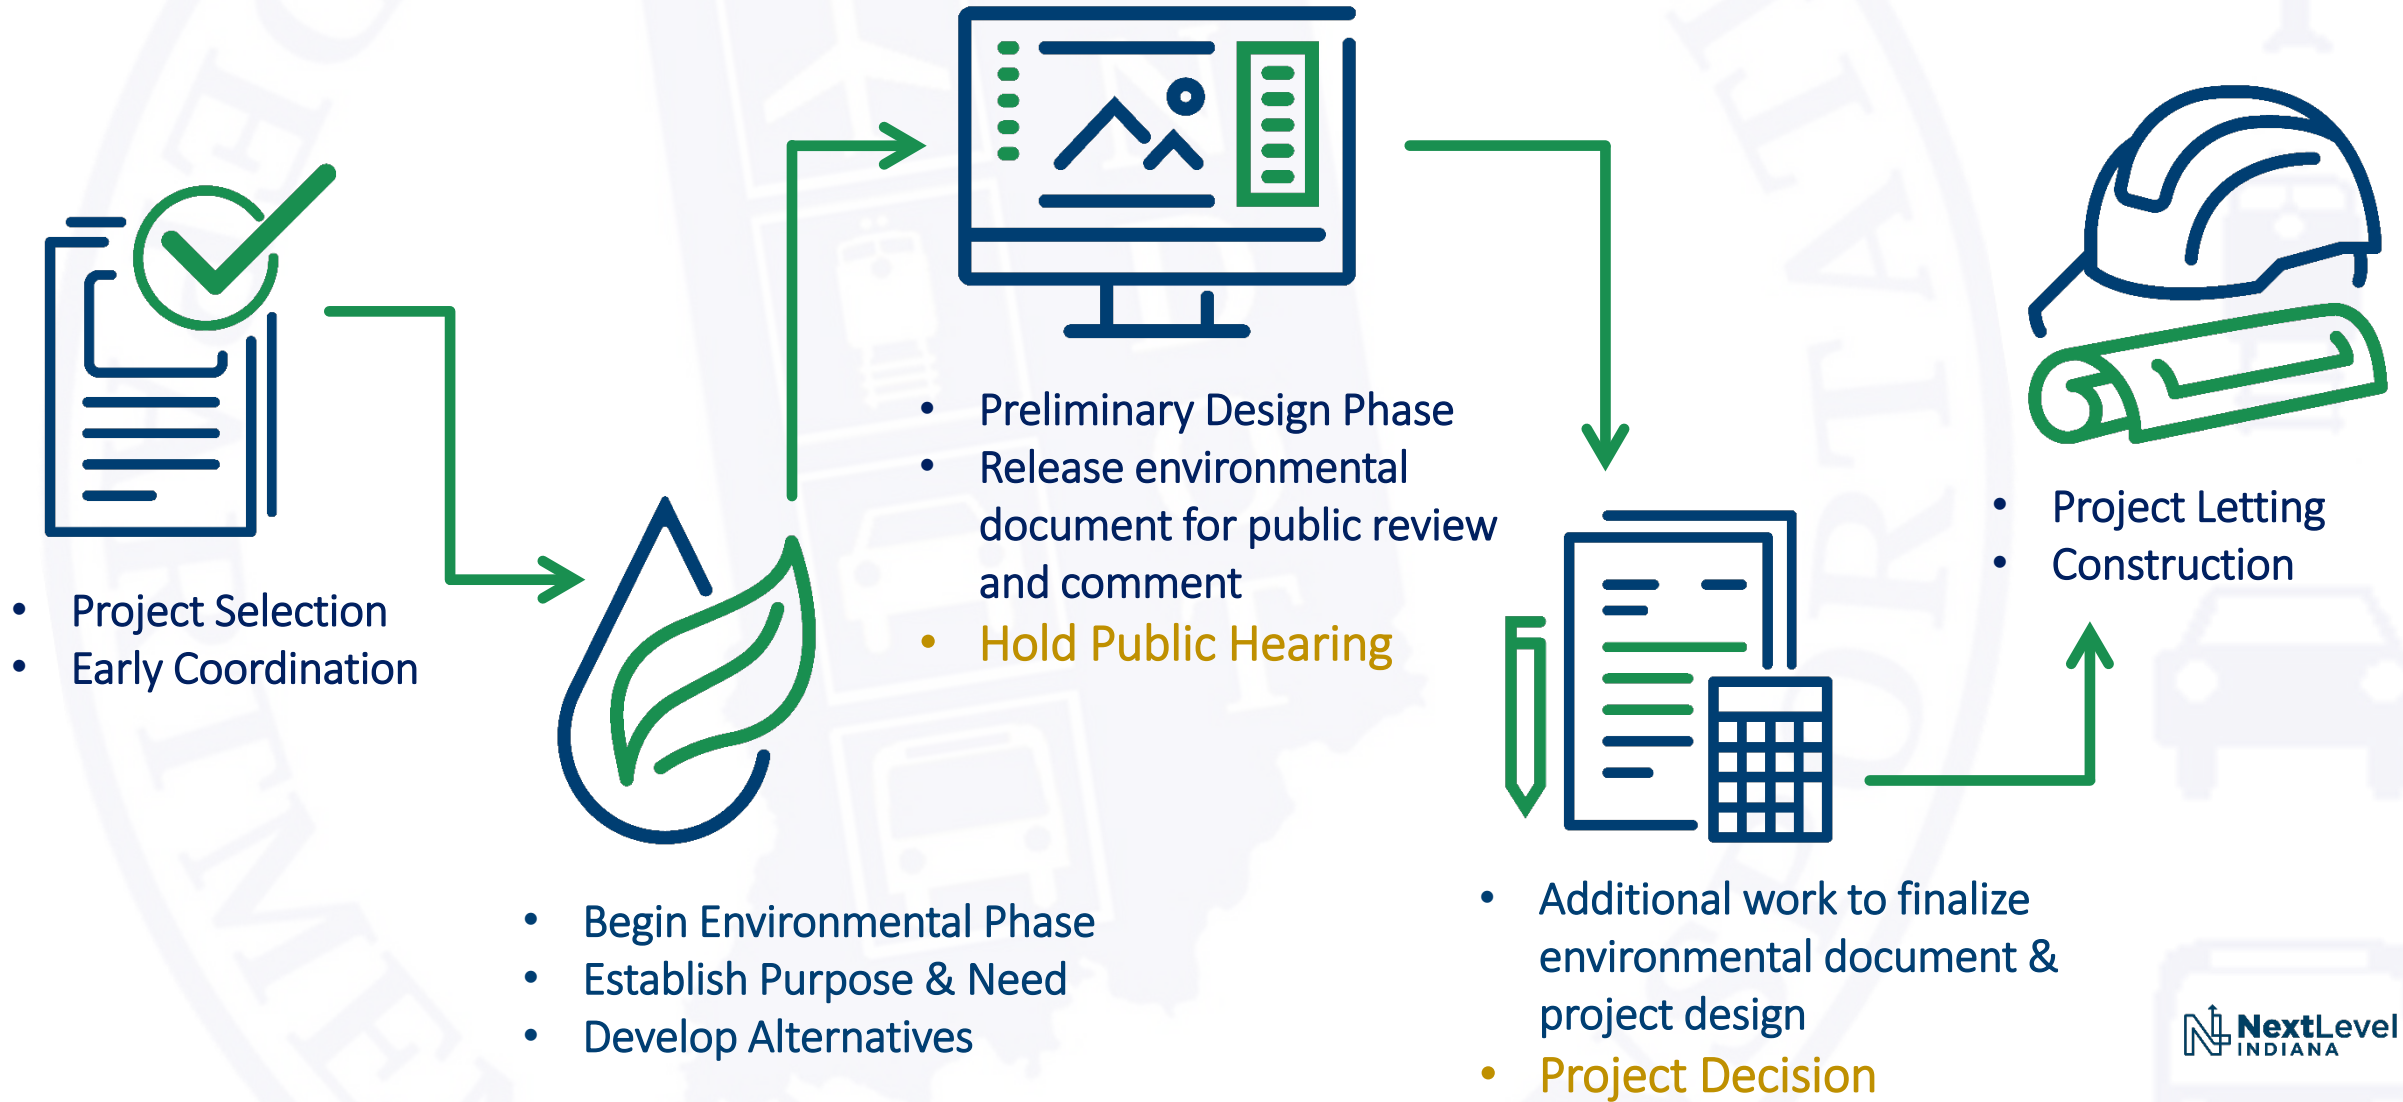 • Project Selection
• Early Coordination
• Begin Environmental Phase
• Establish Purpose & Need
• Develop Alternatives
• Preliminary Design Phase
• Release environmental
document for public review
and comment
• Hold Public Hearing
• Additional work to finalize
environmental document &
project design
• Project Decision
• Project Letting
• Construction
NextLevel
INDIANA